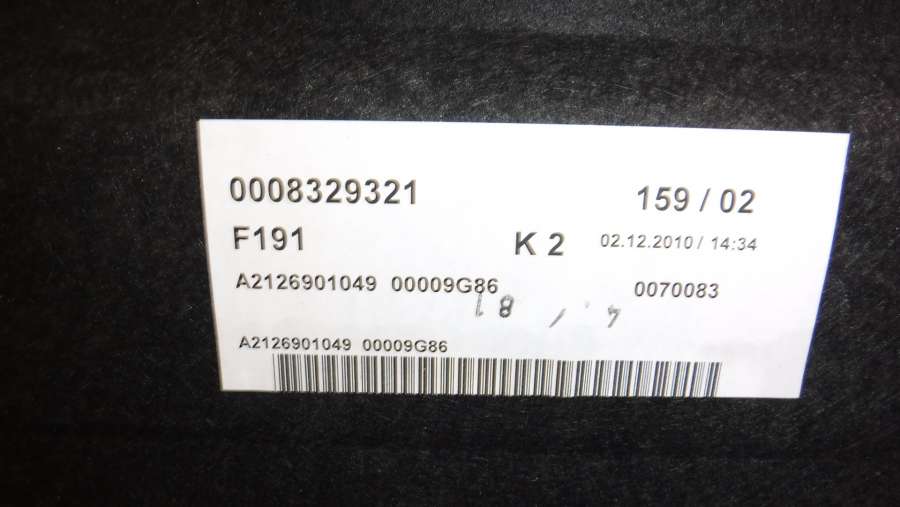 0008329321 159 / 02
F191 K 2 02.12.2010 / 14:34
A2126901049 00009G86 0070083
A2126901049 00009G86